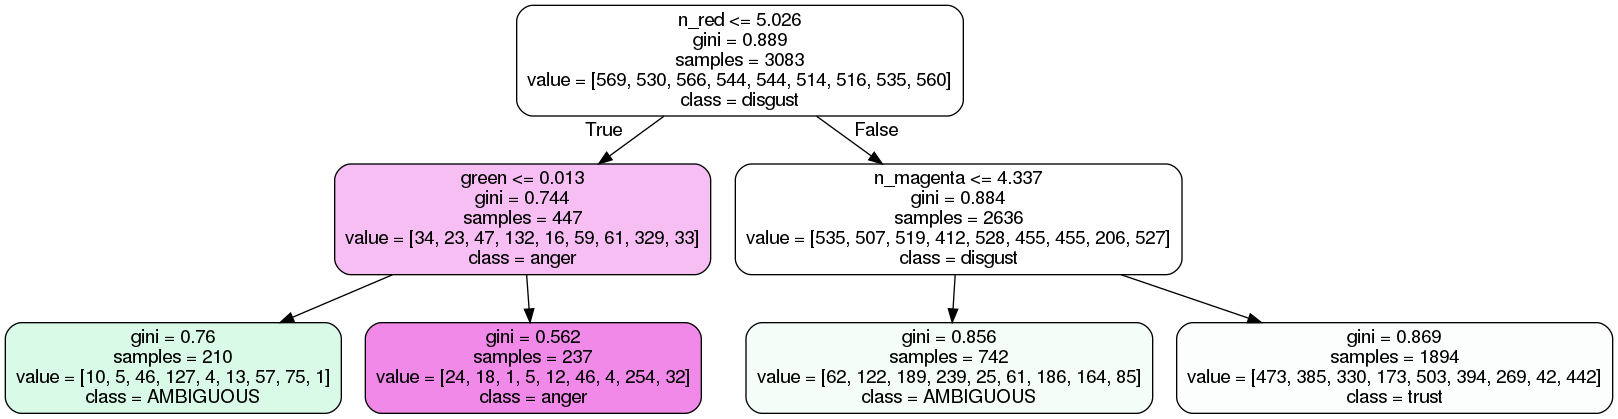 n_red <= 5.026
gini = 0.889
samples = 3083
value = [569, 530, 566, 544, 544, 514, 516, 535, 560]
class = disgust
True
False
green <= 0.013
gini = 0.744
samples = 447
value = [34, 23, 47, 132, 16, 59, 61, 329, 33]
class = anger
n_magenta <= 4.337
gini = 0.884
samples = 2636
value = [535, 507, 519, 412, 528, 455, 455, 206, 527]
class = disgust
gini = 0.76
samples = 210
value = [10, 5, 46, 127, 4, 13, 57, 75, 1]
class = AMBIGUOUS
gini = 0.562
samples = 237
value = [24, 18, 1, 5, 12, 46, 4, 254, 32]
class = anger
gini = 0.856
samples = 742
value = [62, 122, 189, 239, 25, 61, 186, 164, 85]
class = AMBIGUOUS
gini = 0.869
samples = 1894
value = [473, 385, 330, 173, 503, 394, 269, 42, 442]
class = trust